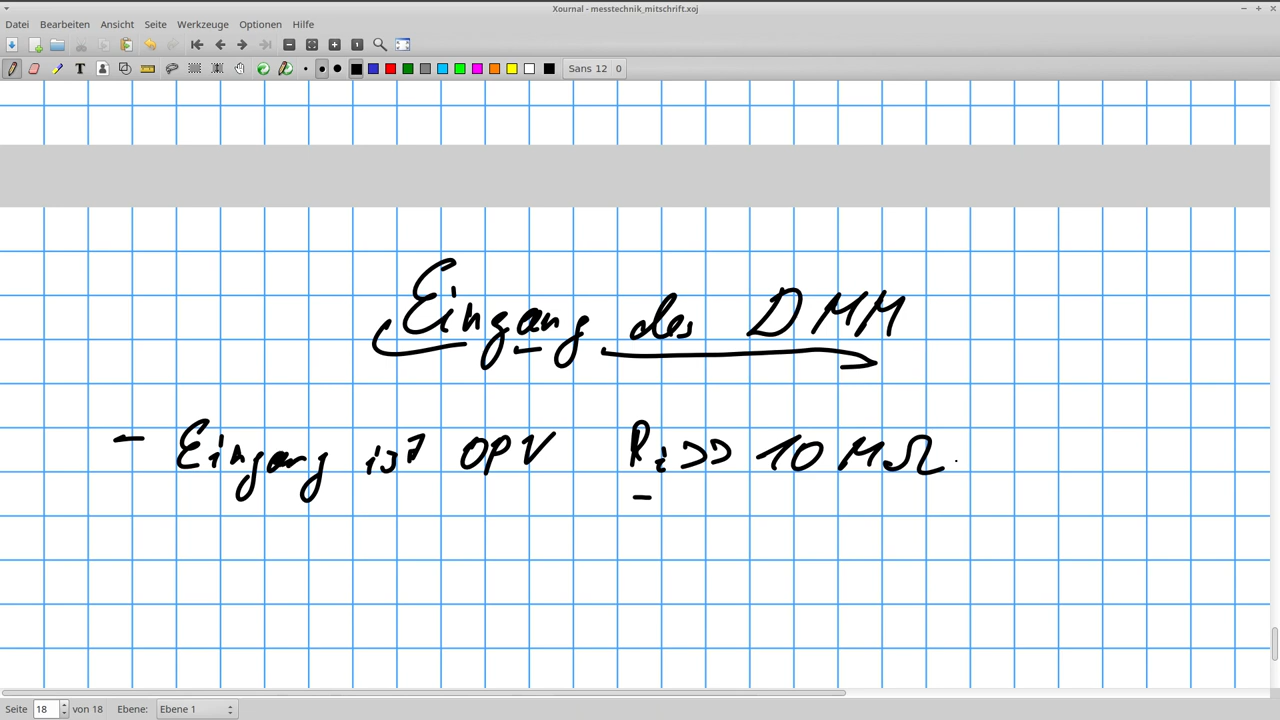 Xournal - messtechnik_mitschrift.xoj
Datei Bearbeiten Ansicht Seite Werkzeuge Optionen Hilfe
Sans 12 0
Eingang des DMM
- Eingang ist OPV Ri >> 10 MΩ
Seite 18 von 18 Ebene: Ebene 1